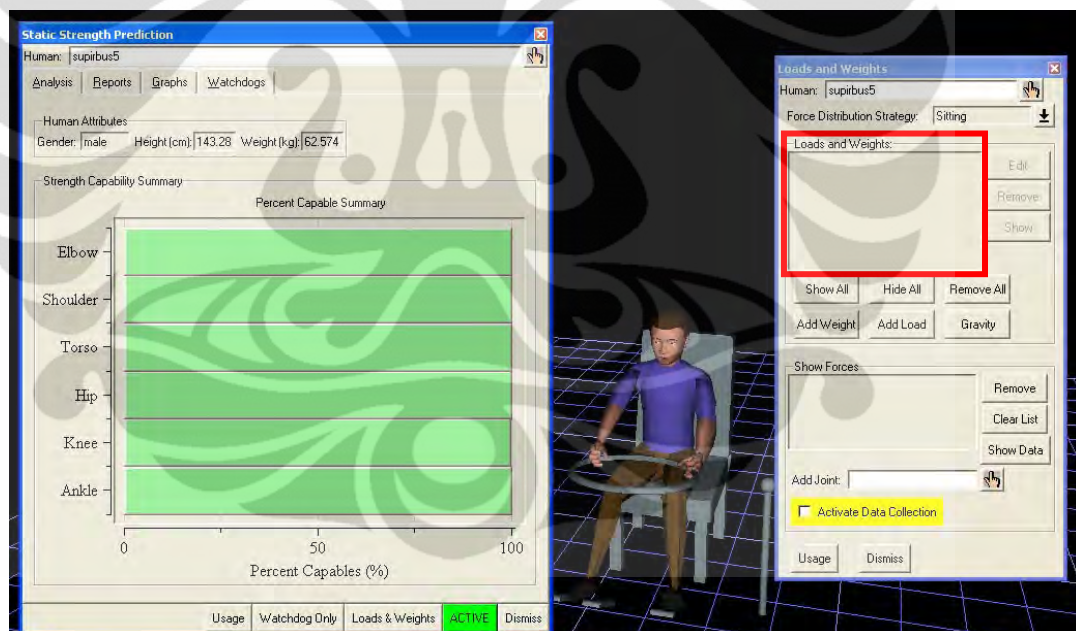 Static Strength Prediction
Human: supirbus5
Analysis Reports Graphs Watchdogs
Human Attributes
Gender: male Height (cm): 143.28 Weight (kg): 62.574
Strength Capability Summary
Percent Capable Summary
Elbow
Shoulder
Torso
Hip
Knee
Ankle
0 50 100
Percent Capables (%)
Usage Watchdog Only Loads & Weights ACTIVE Dismiss
Loads and Weights
Human: supirbus5
Force Distribution Strategy: Sitting
Loads and Weights:
Edit
Remove
Show
Show All Hide All Remove All
Add Weight Add Load Gravity
Show Forces
Remove
Clear List
Show Data
Add Joint:
Activate Data Collection
Usage Dismiss